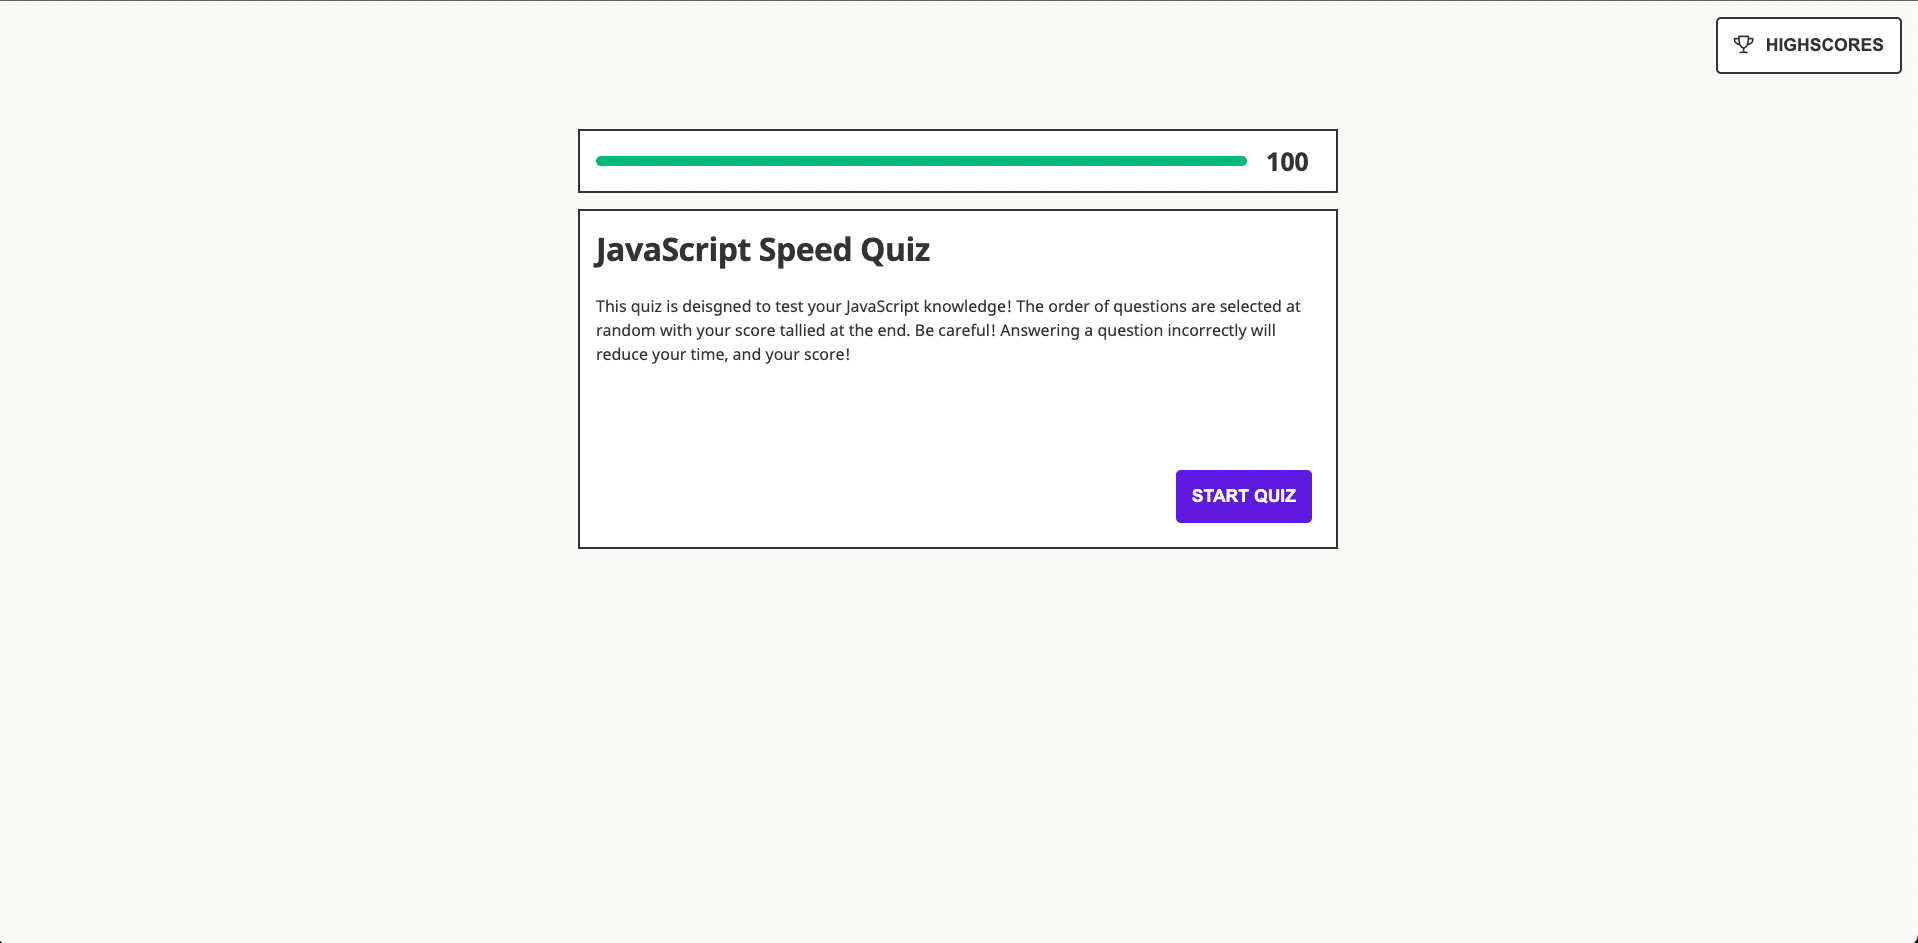 HIGHSCORES
100
JavaScript Speed Quiz
This quiz is deisgned to test your JavaScript knowledge! The order of questions are selected at
random with your score tallied at the end. Be careful! Answering a question incorrectly will
reduce your time, and your score!
START QUIZ